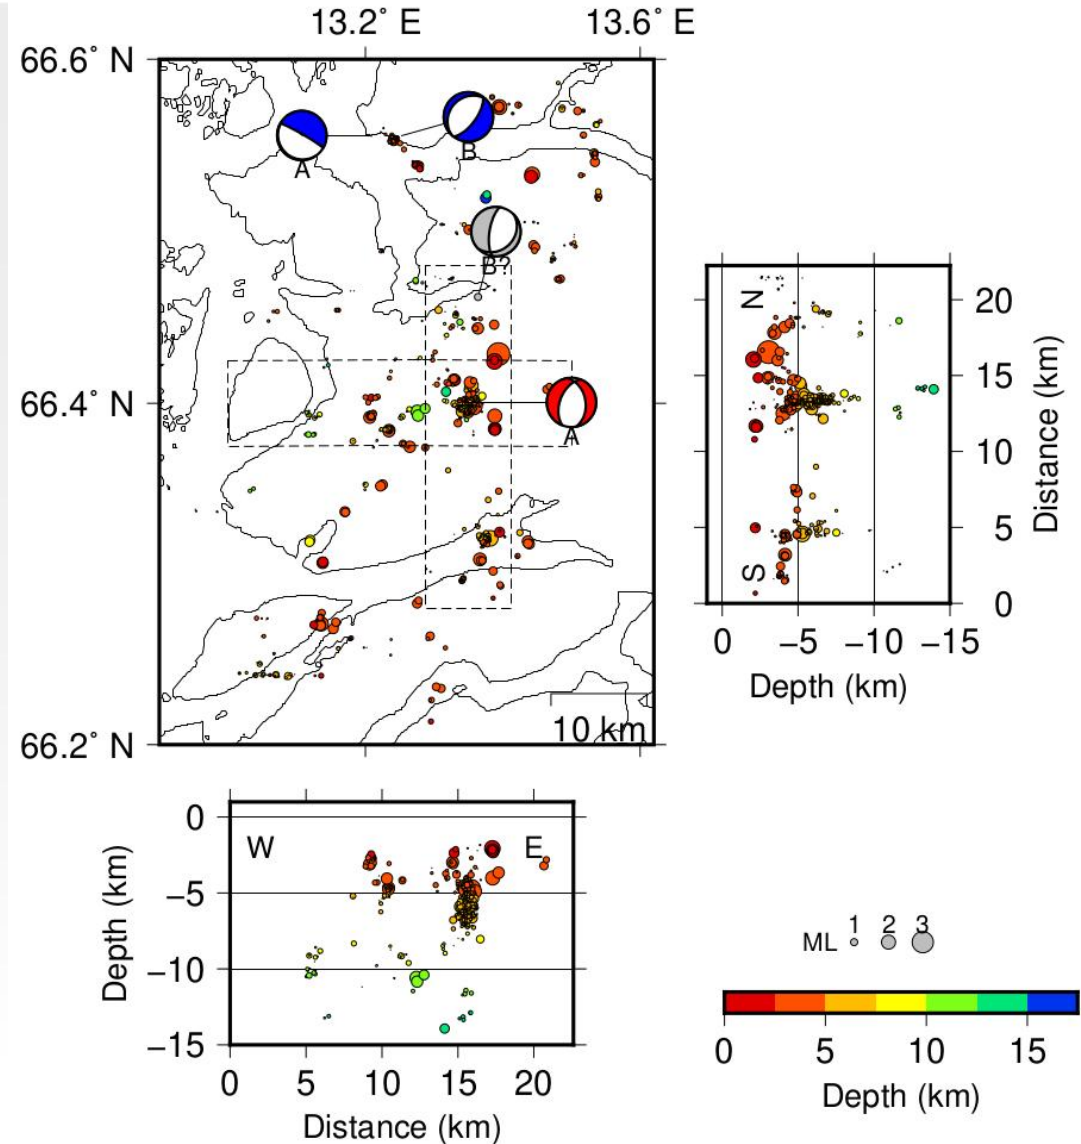 13.2° E 13.6° E
66.6° N
A
B
B?
66.4° N
A
66.2° N
10 km
N
S
20
15
10
5
0
Distance (km)
0 −5 −10 −15
Depth (km)
W E
0
−5
−10
−15
Depth (km)
0 5 10 15 20
Distance (km)
1 2 3
ML
0 5 10 15
Depth (km)